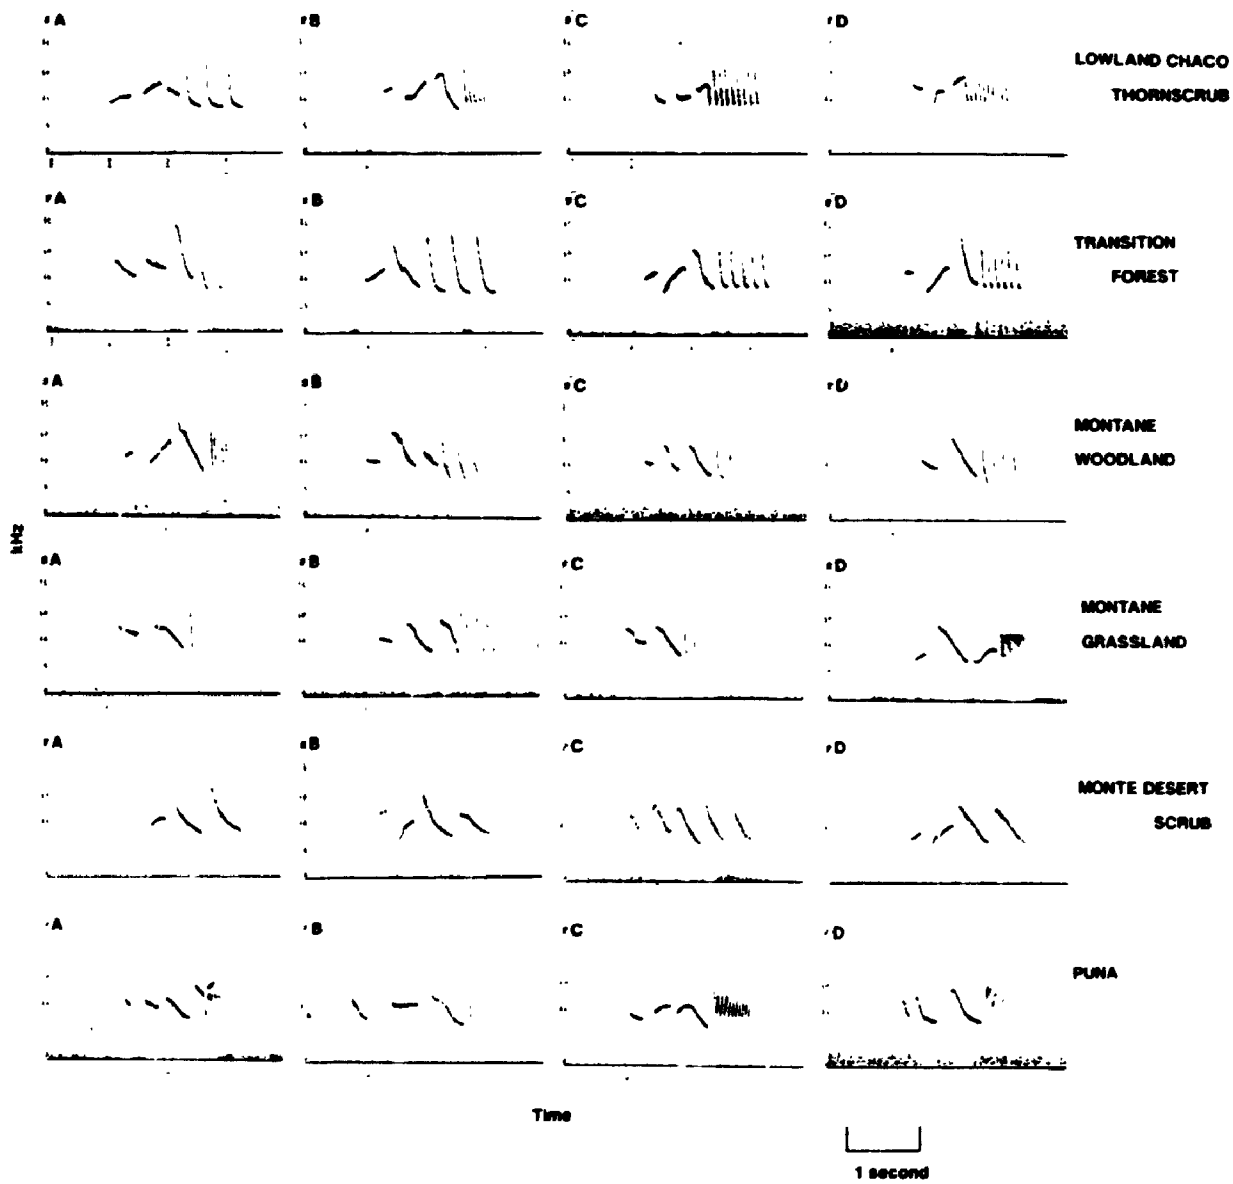 A B C D
LOWLAND CHACO
THORNSCRUB
A B C D
TRANSITION
FOREST
A B C D
MONTANE
WOODLAND
kHz
A B C D
MONTANE
GRASSLAND
A B C D
MONTE DESERT
SCRUB
A B C D
PUNA
Time
1 second